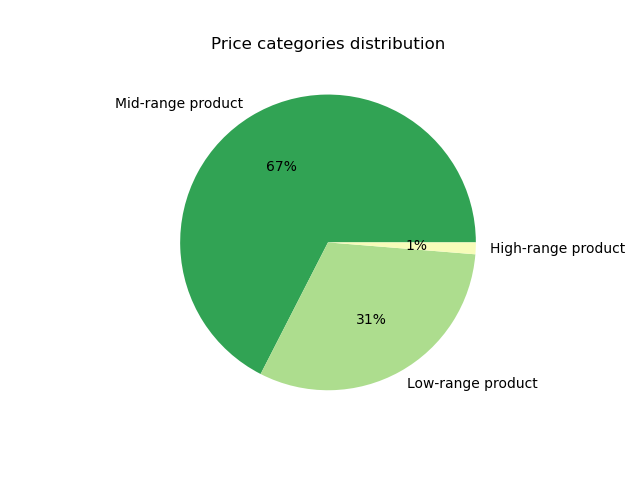 Price categories distribution
Mid-range product
67%
1%
High-range product
31%
Low-range product